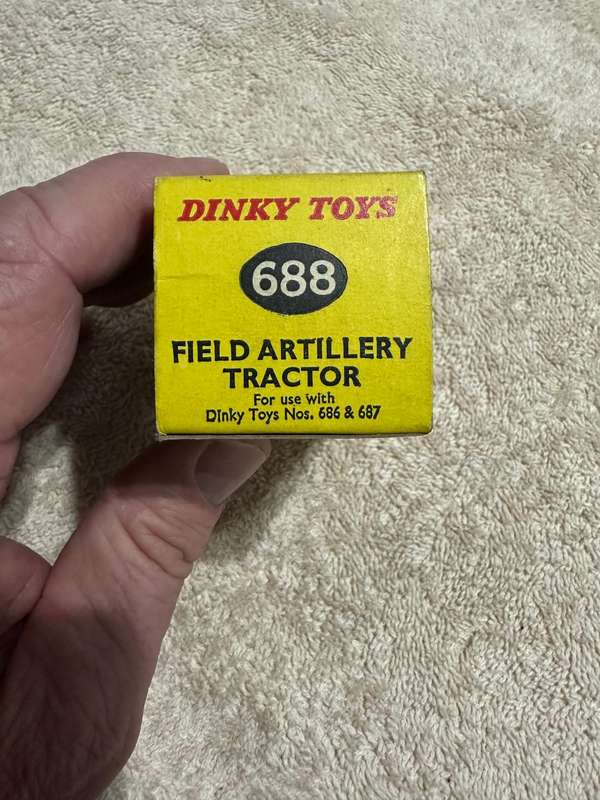 DINKY TOYS
688
FIELD ARTILLERY
TRACTOR
For use with
Dinky Toys Nos. 686 & 687